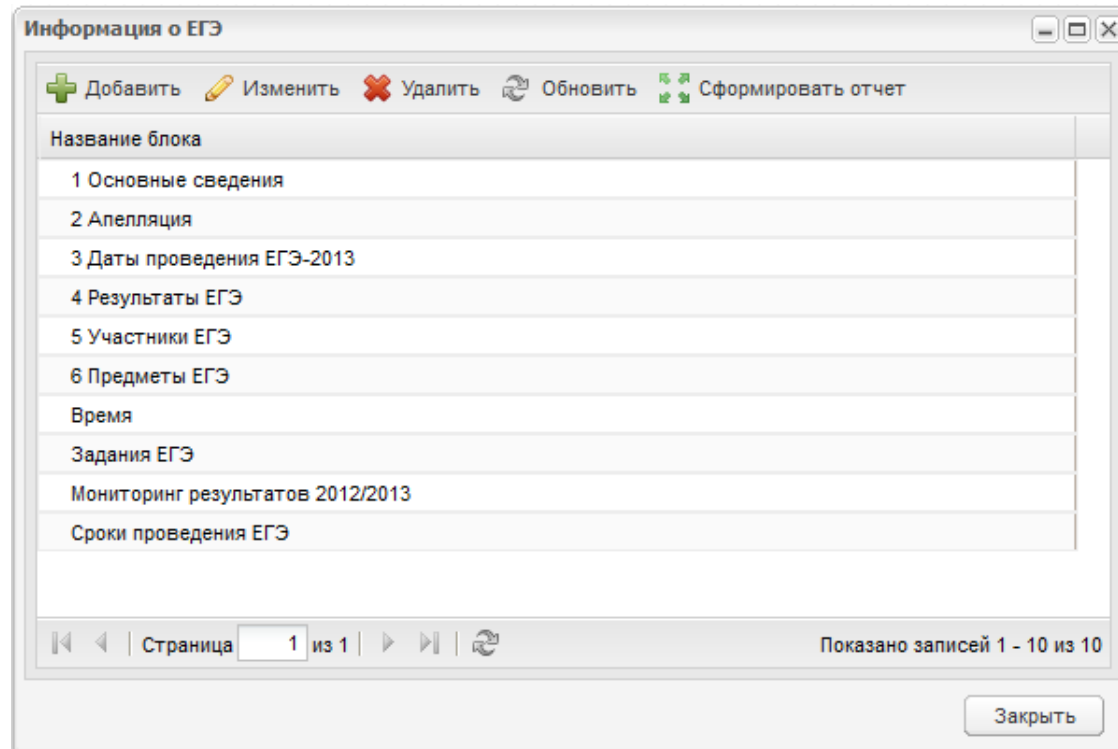 Информация о ЕГЭ
Добавить Изменить Удалить Обновить Сформировать отчет
Название блока
1 Основные сведения
2 Апелляция
3 Даты проведения ЕГЭ-2013
4 Результаты ЕГЭ
5 Участники ЕГЭ
6 Предметы ЕГЭ
Время
Задания ЕГЭ
Мониторинг результатов 2012/2013
Сроки проведения ЕГЭ
Страница 1 из 1 Показано записей 1 - 10 из 10
Закрыть